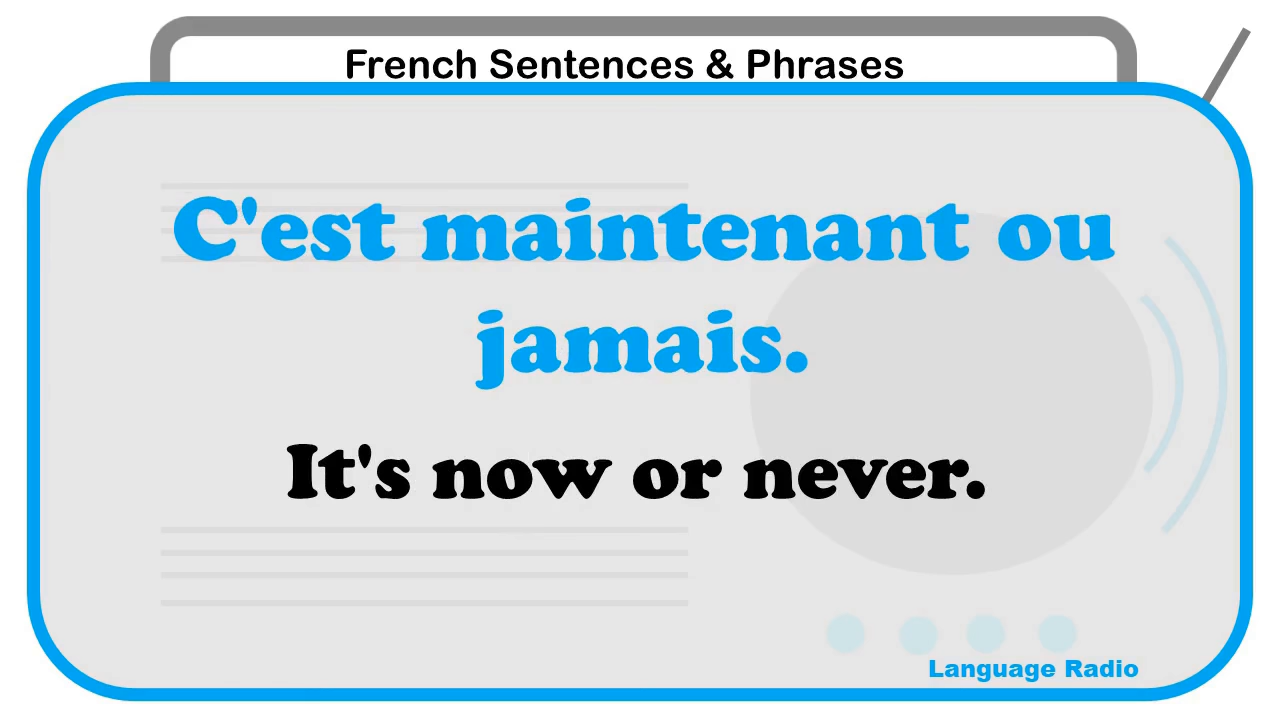 French Sentences & Phrases
C'est maintenant ou
jamais.
It's now or never.
Language Radio